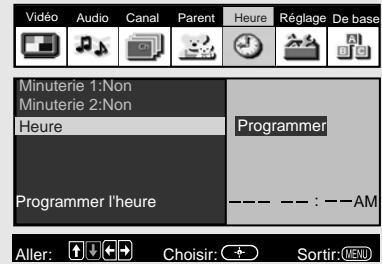 Vidéo Audio Canal Parent Heure Réglage De base
Ch
A B C
Minuterie 1:Non
Minuterie 2:Non
Heure Programmer
Programmer l'heure ––– –– : ––AM
Aller: Choisir: Sortir: MENU